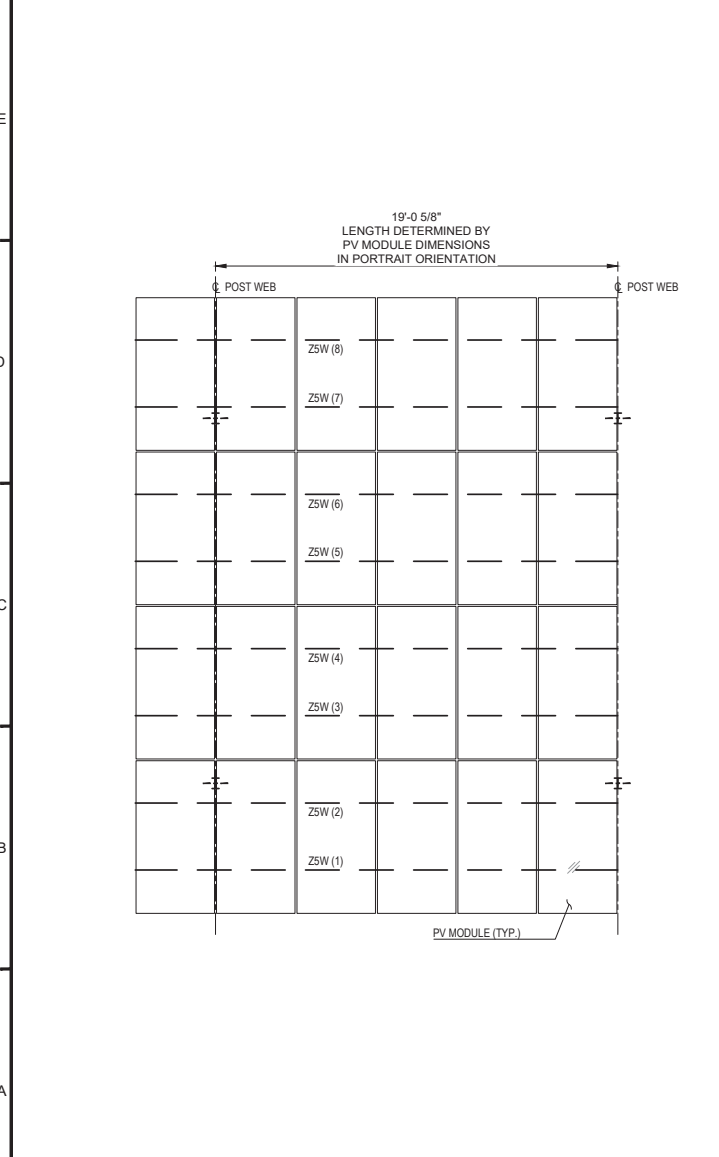 E
19'-0 5/8"
LENGTH DETERMINED BY
PV MODULE DIMENSIONS
IN PORTRAIT ORIENTATION
℄ POST WEB
℄ POST WEB
D
Z5W (8)
Z5W (7)
Z5W (6)
Z5W (5)
C
Z5W (4)
Z5W (3)
Z5W (2)
B
Z5W (1)
PV MODULE (TYP.)
A